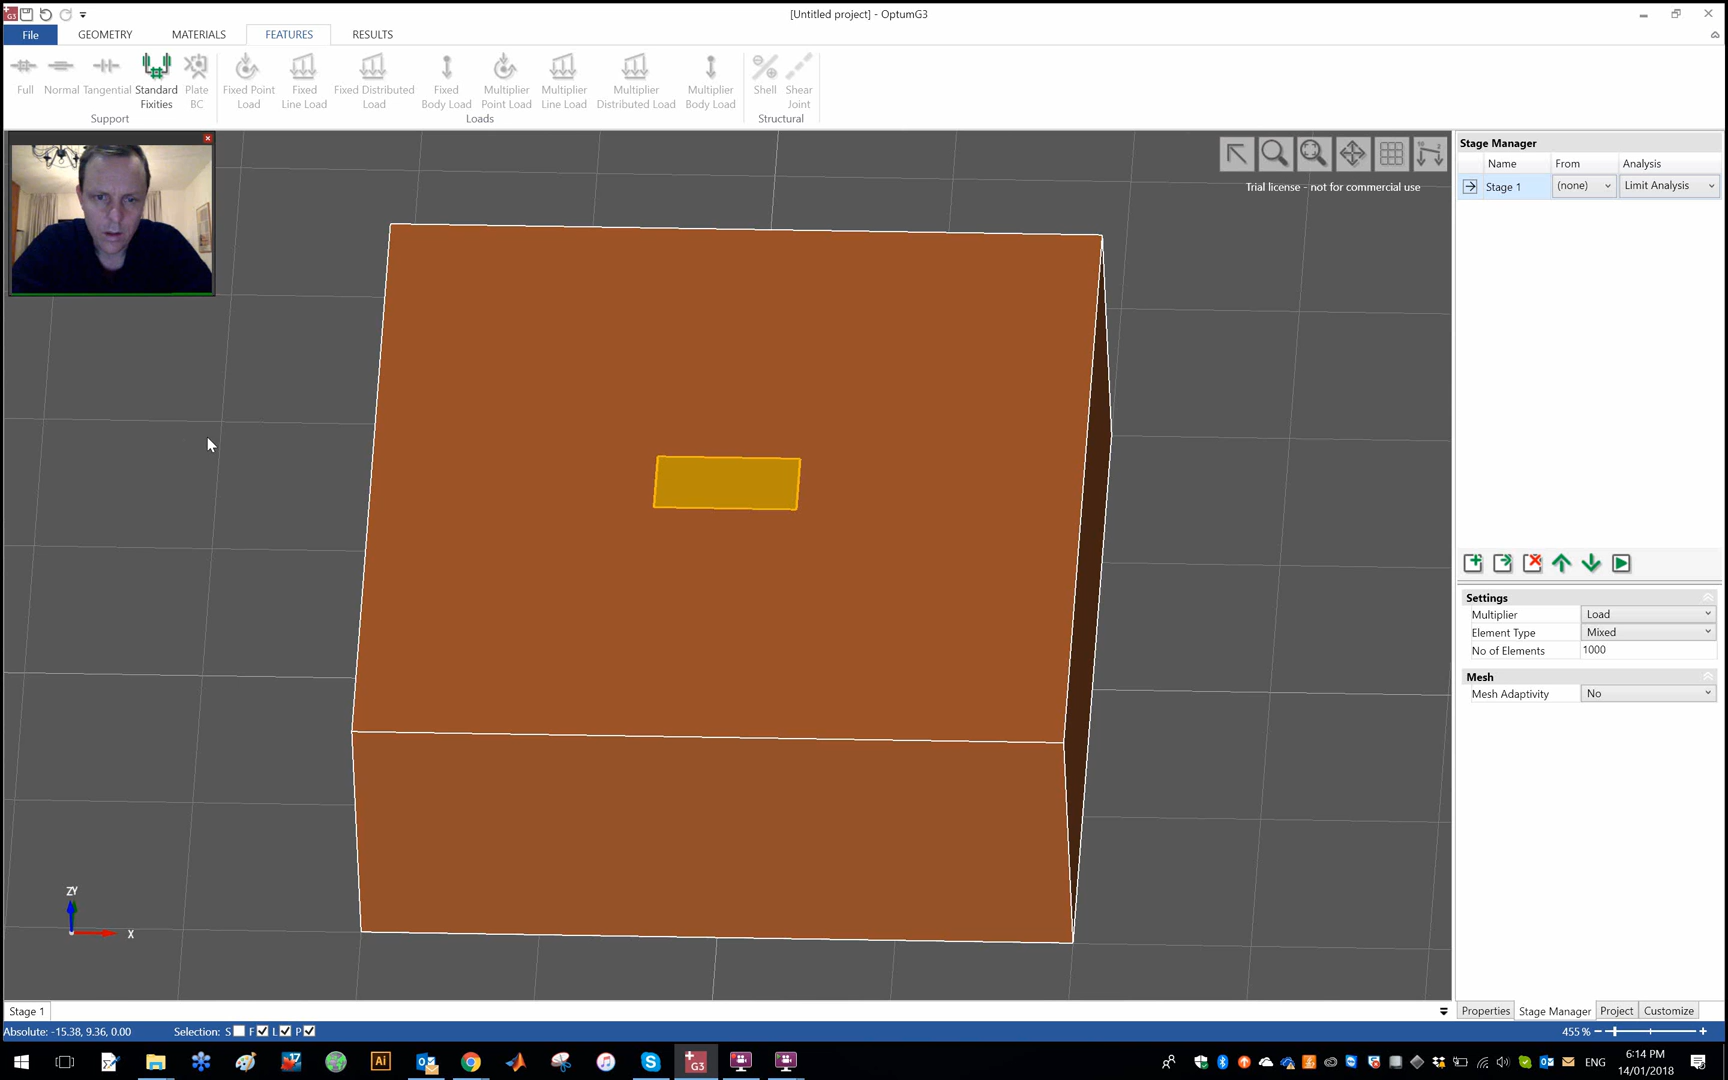 [Untitled project] - OptumG3
File GEOMETRY MATERIALS FEATURES RESULTS
Full Normal Tangential Standard Fixities Plate BC
Support
Fixed Point Load Fixed Line Load Fixed Distributed Load Fixed Body Load Multiplier Point Load Multiplier Line Load Multiplier Distributed Load Multiplier Body Load
Loads
Shell Shear Joint
Structural
Trial license - not for commercial use
Stage Manager
Name From Analysis
Stage 1 (none) Limit Analysis
Settings
Multiplier Load
Element Type Mixed
No of Elements 1000
Mesh
Mesh Adaptivity No
ZY
X
Stage 1
Properties Stage Manager Project Customize
Absolute: -15.38, 9.36, 0.00 Selection: S F L P
455 %
G3
Ai
ENG
6:14 PM
14/01/2018